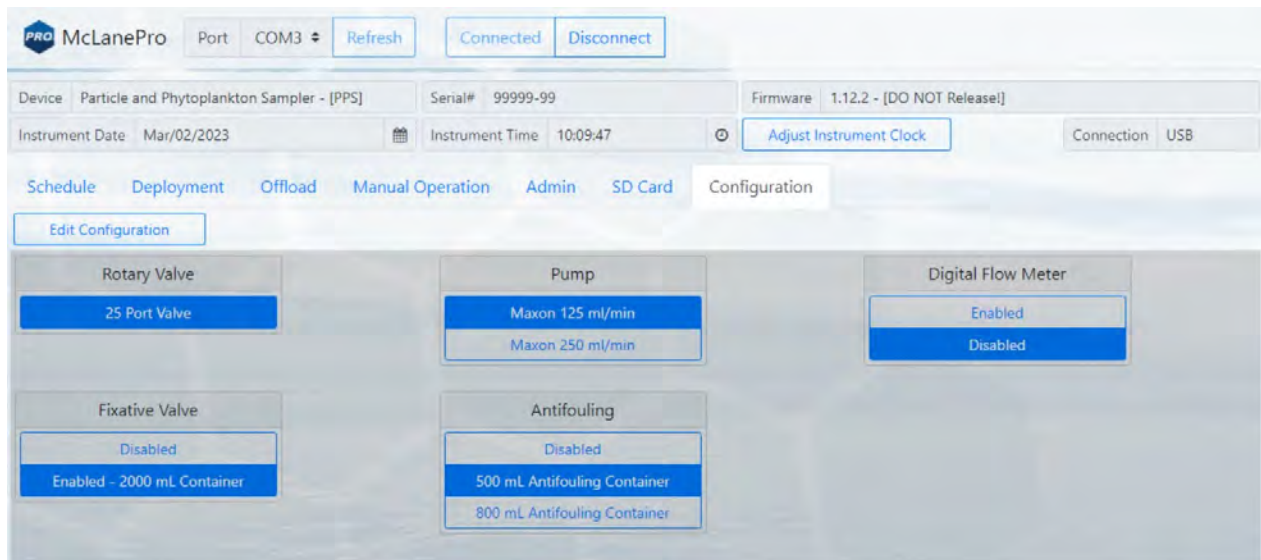 PRO McLanePro Port COM3 Refresh Connected Disconnect
Device Particle and Phytoplankton Sampler - [PPS] Serial# 99999-99 Firmware 1.12.2 - [DO NOT Release!]
Instrument Date Mar/02/2023 Instrument Time 10:09:47 Adjust Instrument Clock Connection USB
Schedule Deployment Offload Manual Operation Admin SD Card Configuration
Edit Configuration
Rotary Valve
25 Port Valve
Pump
Maxon 125 ml/min
Maxon 250 ml/min
Digital Flow Meter
Enabled
Disabled
Fixative Valve
Disabled
Enabled - 2000 mL Container
Antifouling
Disabled
500 mL Antifouling Container
800 mL Antifouling Container